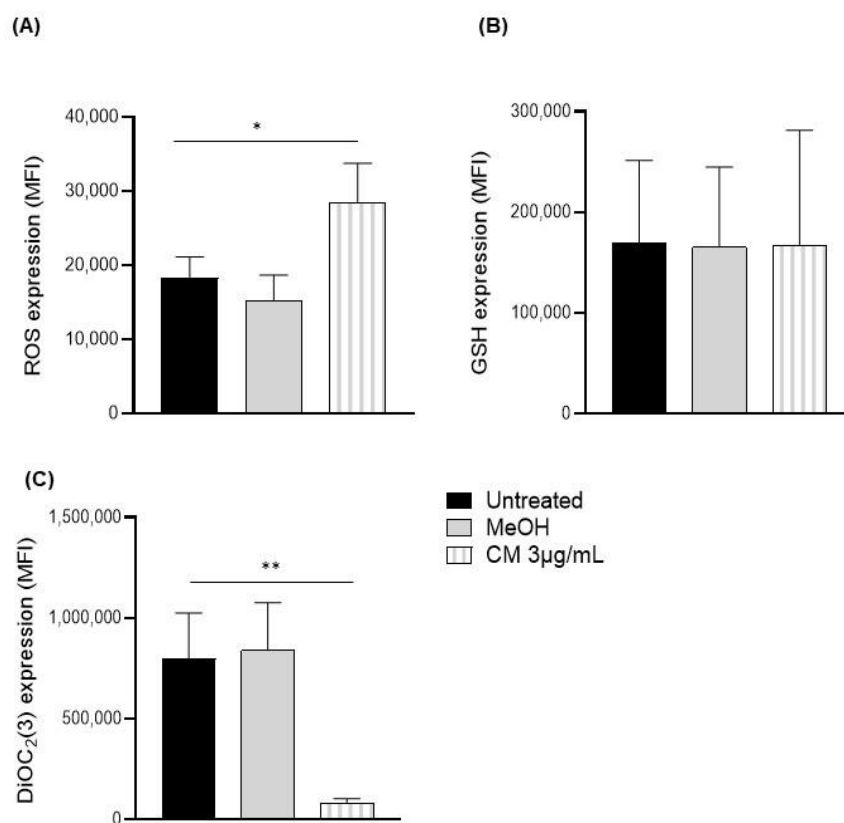 (A)
ROS expression (MFI)
40,000
30,000
20,000
10,000
0
*
(B)
GSH expression (MFI)
300,000
200,000
100,000
0
(C)
DiOC₂(3) expression (MFI)
1,500,000
1,000,000
500,000
0
**
Untreated
MeOH
CM 3µg/mL